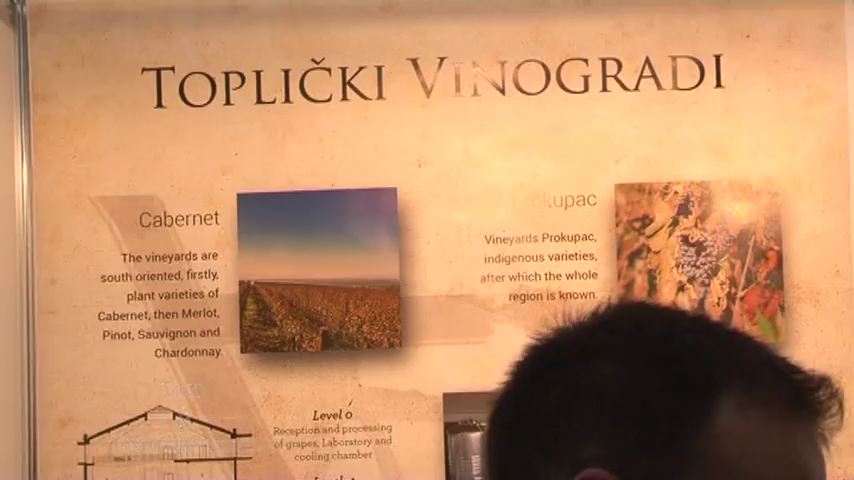 TOPLIČKI VINOGRADI
Cabernet
The vineyards are
south oriented, firstly,
plant varieties of
Cabernet, then Merlot,
Pinot, Sauvignon and
Chardonnay.
Prokupac
Vineyards Prokupac,
indigenous varieties,
after which the whole
region is known.
Level 0
Reception and processing
of grapes, Laboratory and
cooling chamber